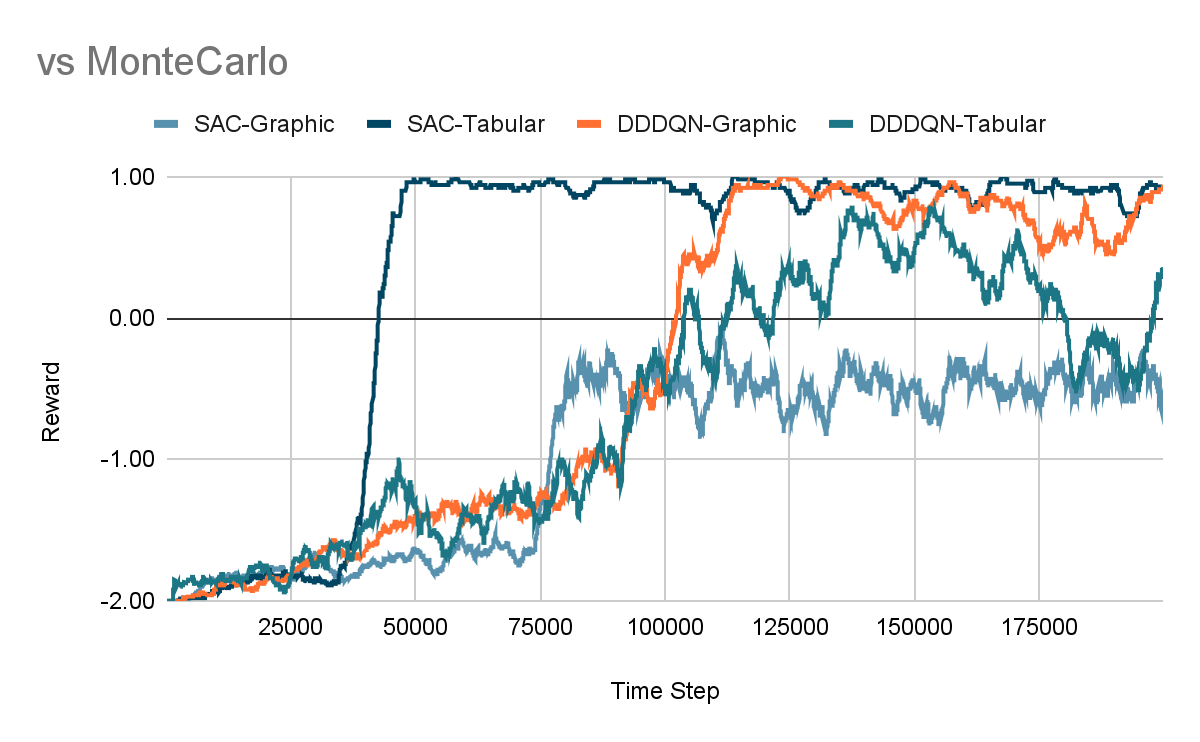 vs MonteCarlo
SAC-Graphic SAC-Tabular DDDQN-Graphic DDDQN-Tabular
1.00
0.00
-1.00
-2.00
Reward
25000 50000 75000 100000 125000 150000 175000
Time Step